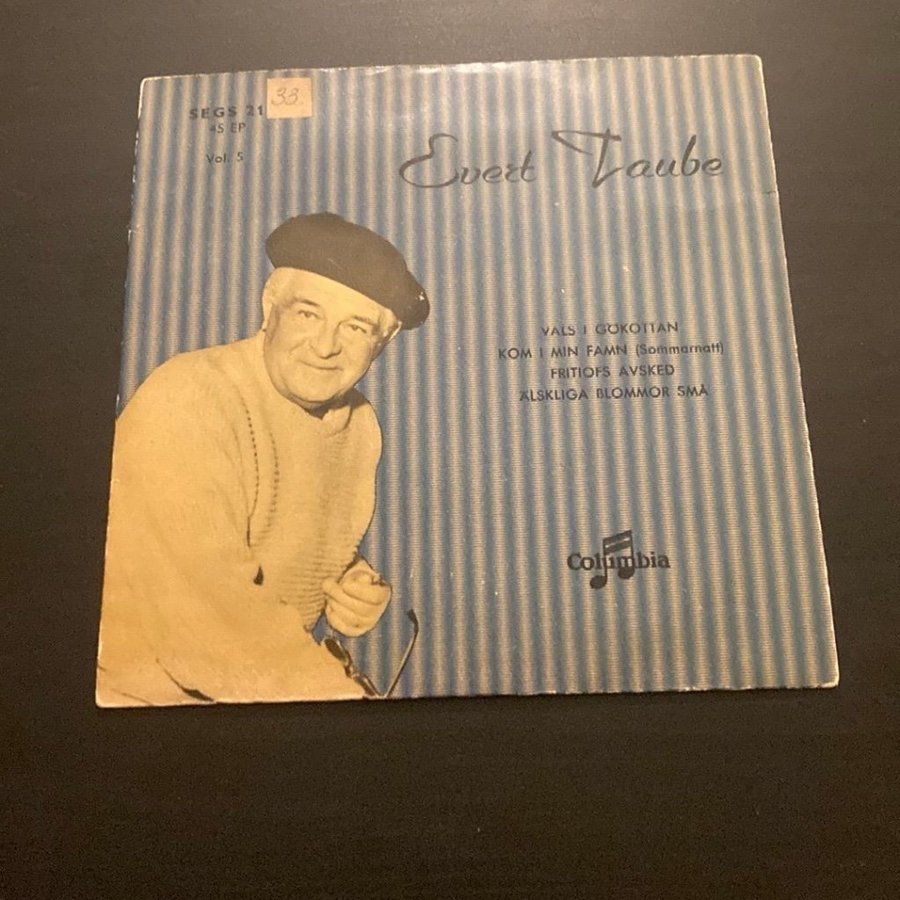 SEGS 21
33
45 EP
Vol. 5
Evert Taube
VALS I GÖKOTTAN
KOM I MIN FAMN (Sommarnatt)
FRITIOFS AVSKED
ÄLSKLIGA BLOMMOR SMÅ
Columbia